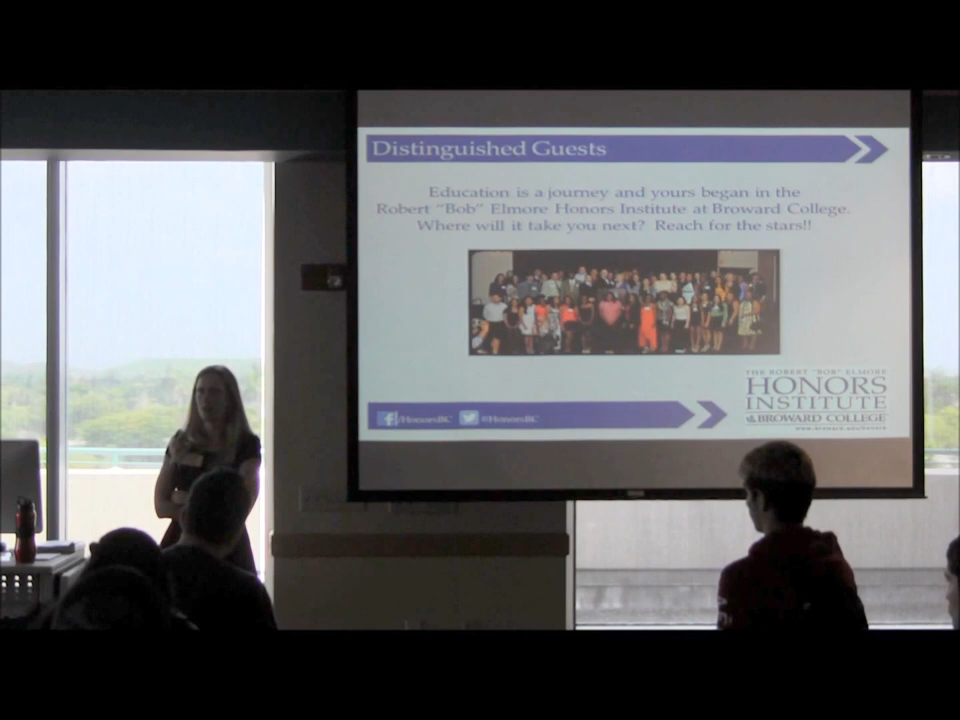 Distinguished Guests
Education is a journey and yours began in the
Robert "Bob" Elmore Honors Institute at Broward College.
Where will it take you next? Reach for the stars!!
THE ROBERT "BOB" ELMORE
HONORS
INSTITUTE
BROWARD COLLEGE
/HonorsBC @HonorsBC